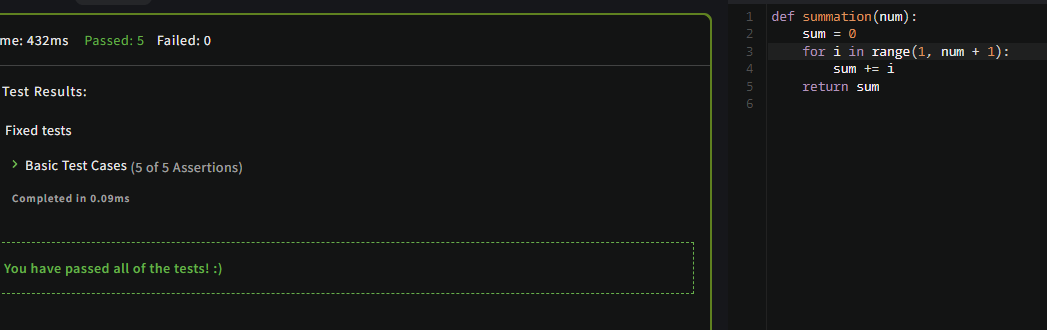 me: 432ms Passed: 5 Failed: 0
Test Results:
Fixed tests
> Basic Test Cases (5 of 5 Assertions)
Completed in 0.09ms
You have passed all of the tests! :)
1 def summation(num):
2     sum = 0
3     for i in range(1, num + 1):
4         sum += i
5     return sum
6